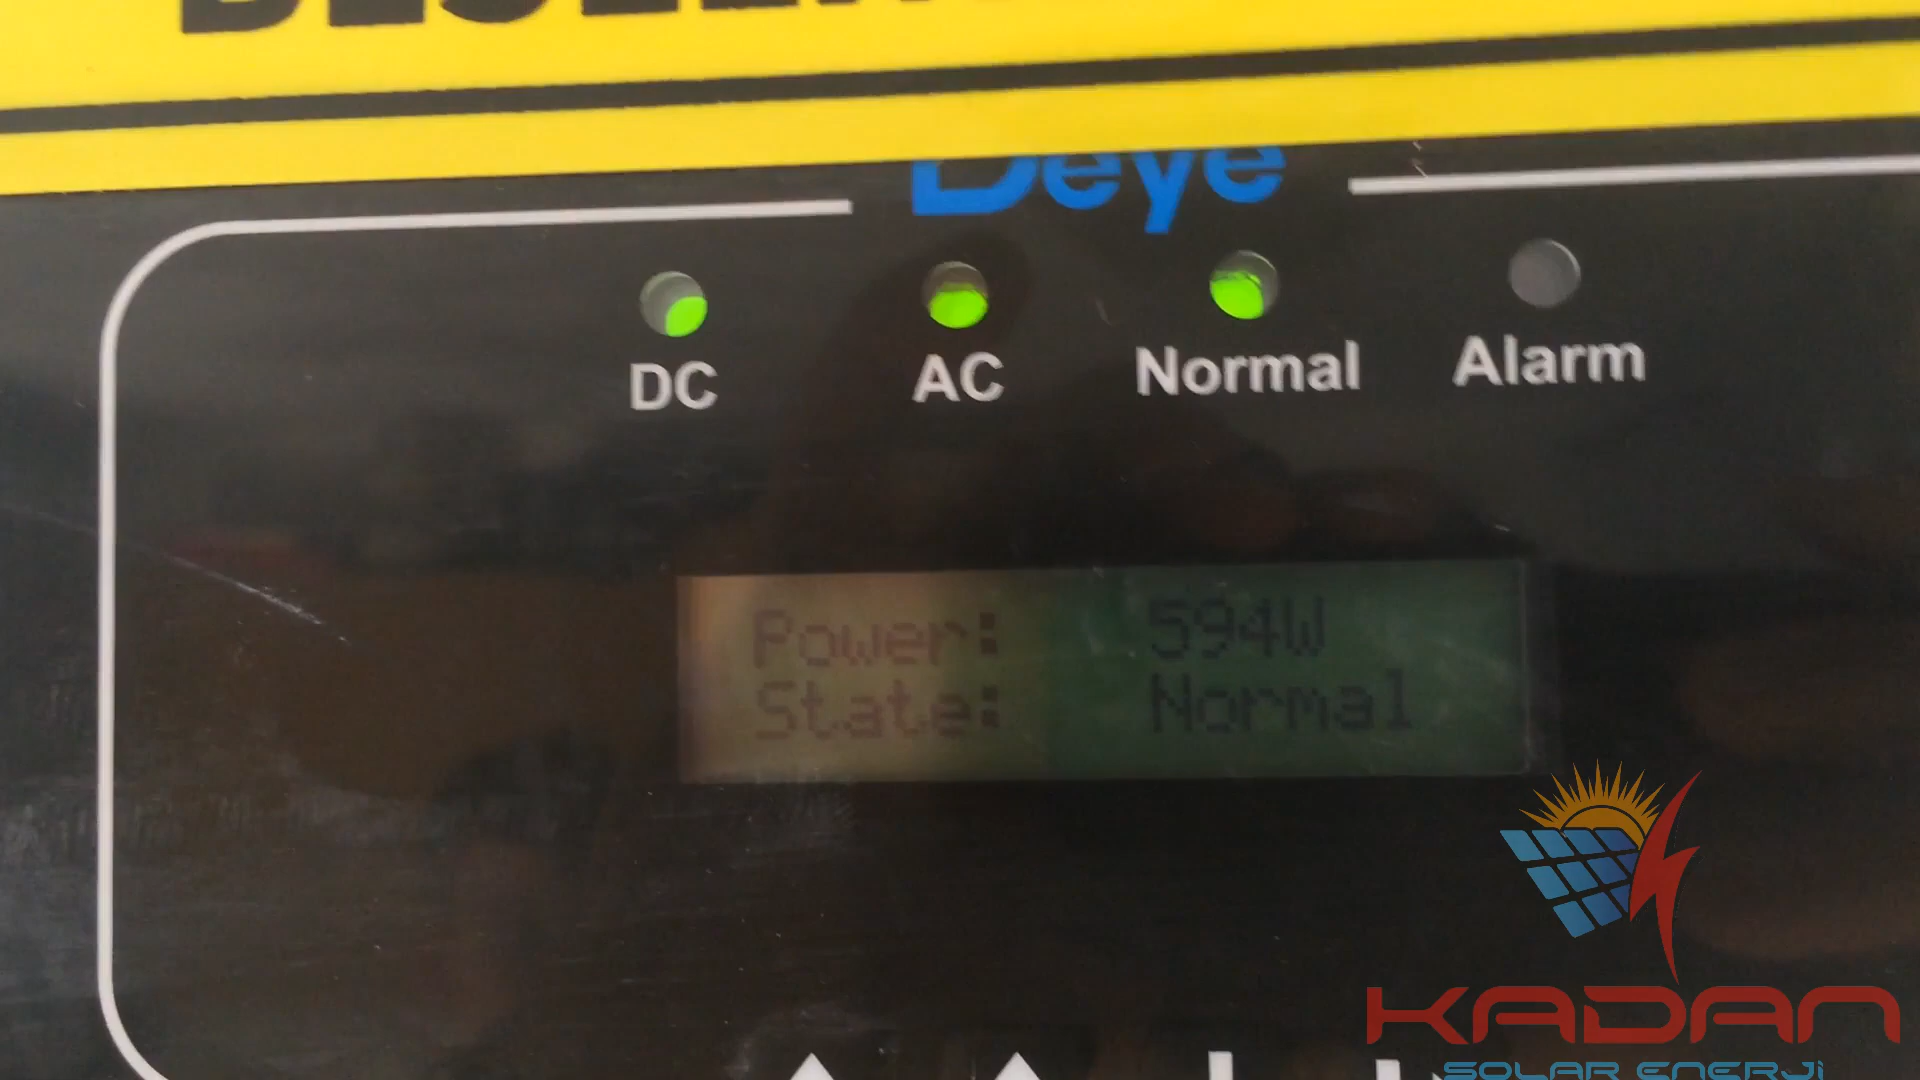 Deye
DC AC Normal Alarm
Power: 594W
State: Normal
KADAN
SOLAR ENERJİ